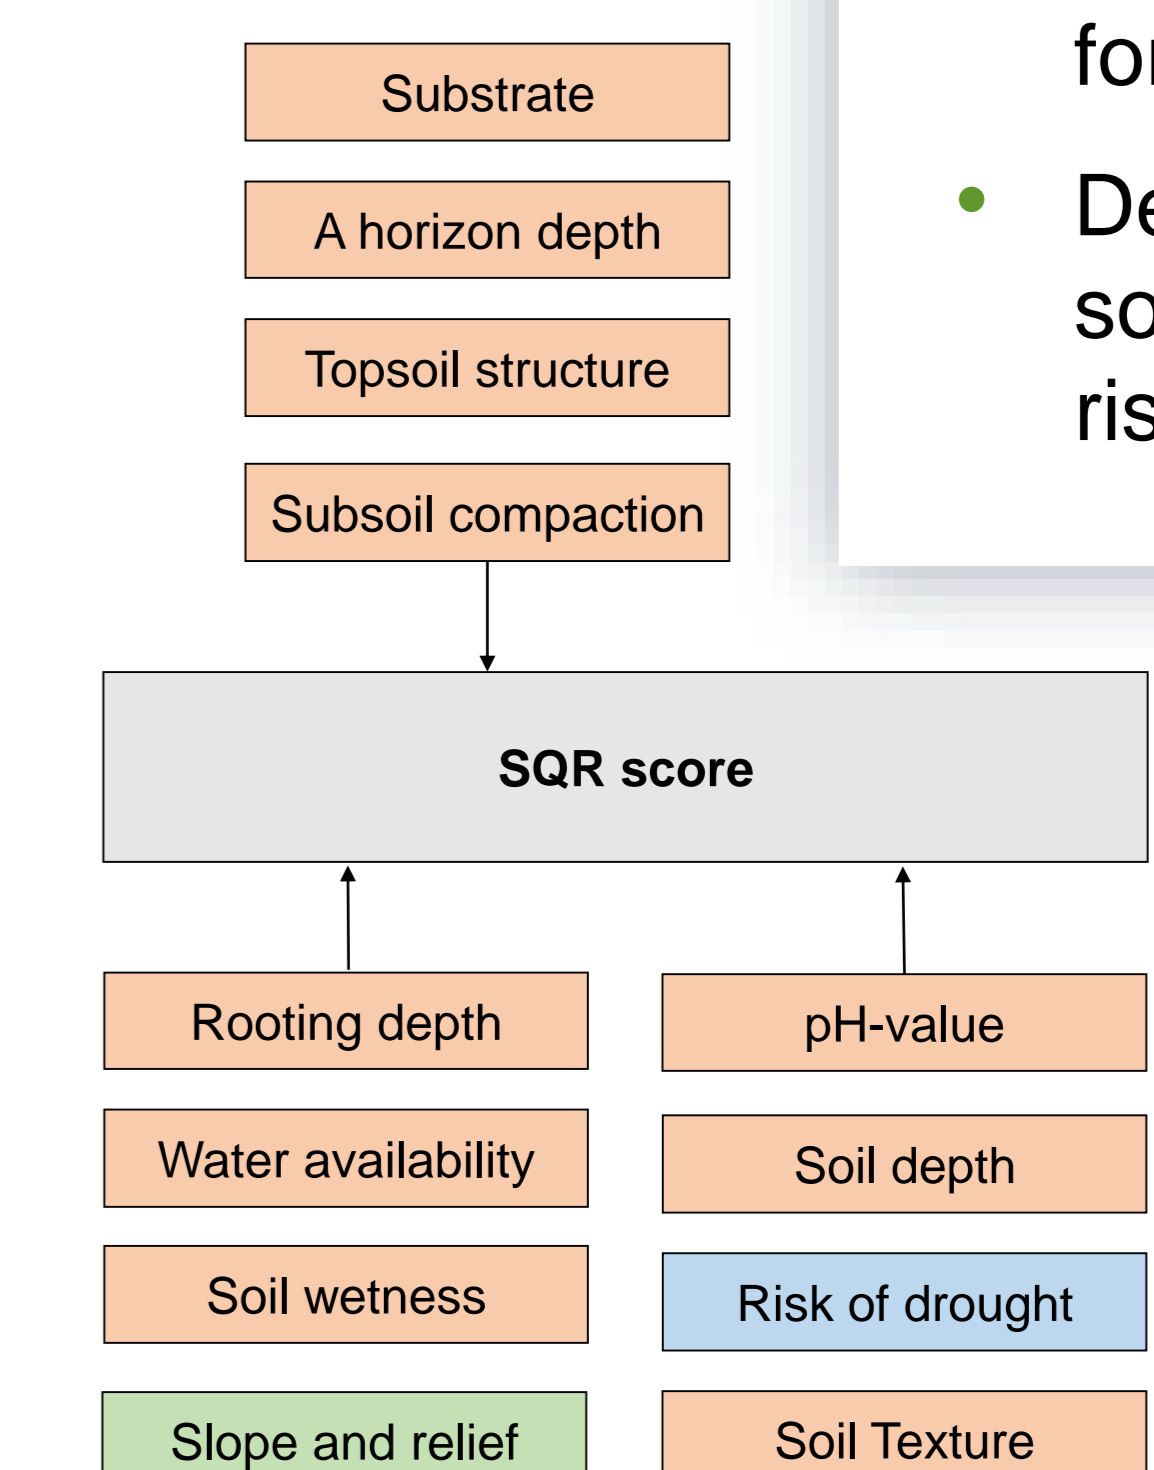 Substrate
A horizon depth
Topsoil structure
Subsoil compaction
SQR score
Rooting depth
pH-value
Water availability
Soil depth
Soil wetness
Risk of drought
Slope and relief
Soil Texture